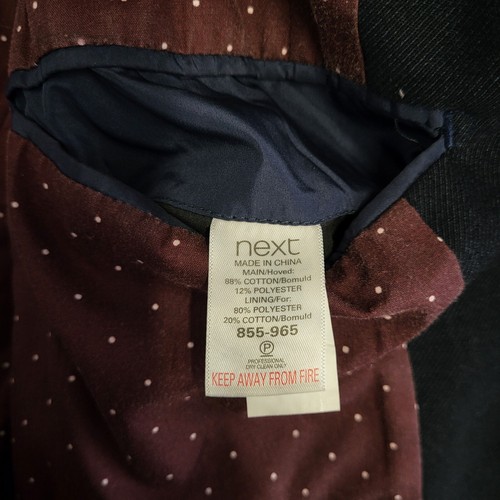 next
MADE IN CHINA
MAIN/Hoved:
88% COTTON/Bomuld
12% POLYESTER
LINING/For:
80% POLYESTER
20% COTTON/Bomuld
855-965
P
PROFESSIONAL
DRY CLEAN ONLY
KEEP AWAY FROM FIRE